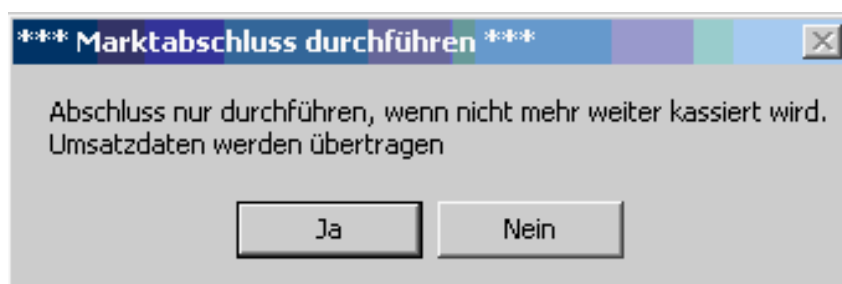 *** Marktabschluss durchführen ***
Abschluss nur durchführen, wenn nicht mehr weiter kassiert wird.
Umsatzdaten werden übertragen
Ja
Nein